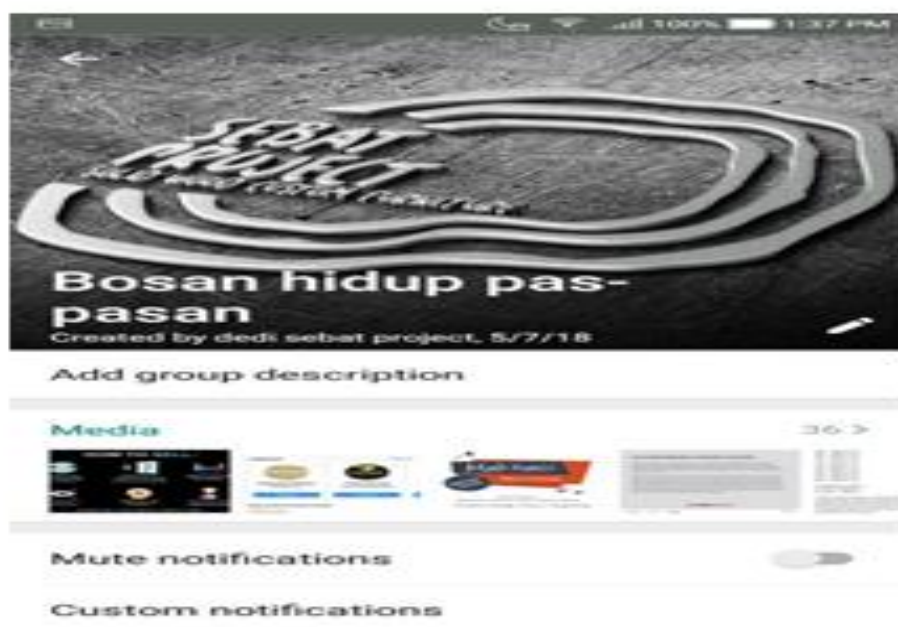 100% 1:37 PM
SEBAT
PROJECT
Bosan hidup pas-
pasan
Created by dedi sebat project, 5/7/18
Add group description
Media 36 >
Mute notifications
Custom notifications